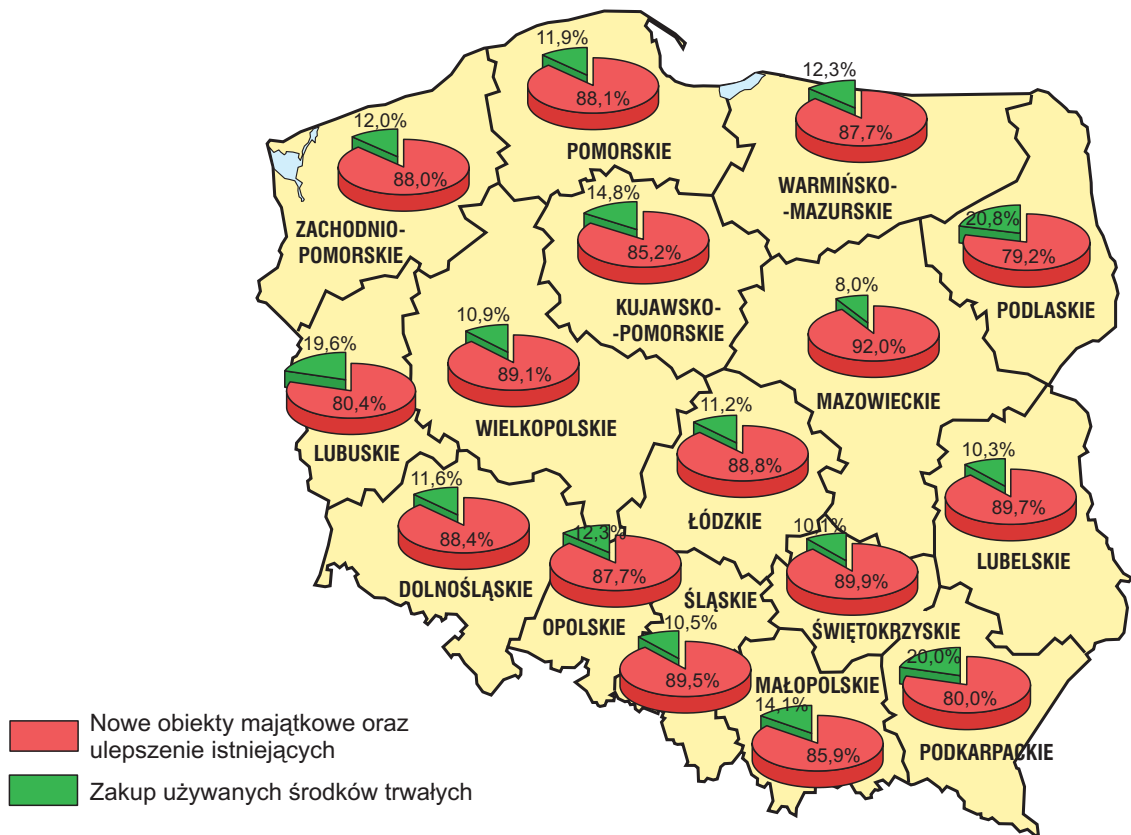 11,9%
88,1%
POMORSKIE
12,3%
87,7%
WARMIŃSKO-
-MAZURSKIE
12,0%
88,0%
ZACHODNIO-
POMORSKIE
14,8%
85,2%
KUJAWSKO-
-POMORSKIE
20,8%
79,2%
PODLASKIE
8,0%
92,0%
MAZOWIECKIE
10,9%
89,1%
WIELKOPOLSKIE
19,6%
80,4%
LUBUSKIE
11,2%
88,8%
ŁÓDZKIE
10,3%
89,7%
LUBELSKIE
11,6%
88,4%
DOLNOŚLĄSKIE
12,3%
87,7%
OPOLSKIE
10,1%
89,9%
ŚWIĘTOKRZYSKIE
ŚLĄSKIE
10,5%
89,5%
MAŁOPOLSKIE
14,1%
85,9%
20,0%
80,0%
PODKARPACKIE
Nowe obiekty majątkowe oraz
ulepszenie istniejących
Zakup używanych środków trwałych